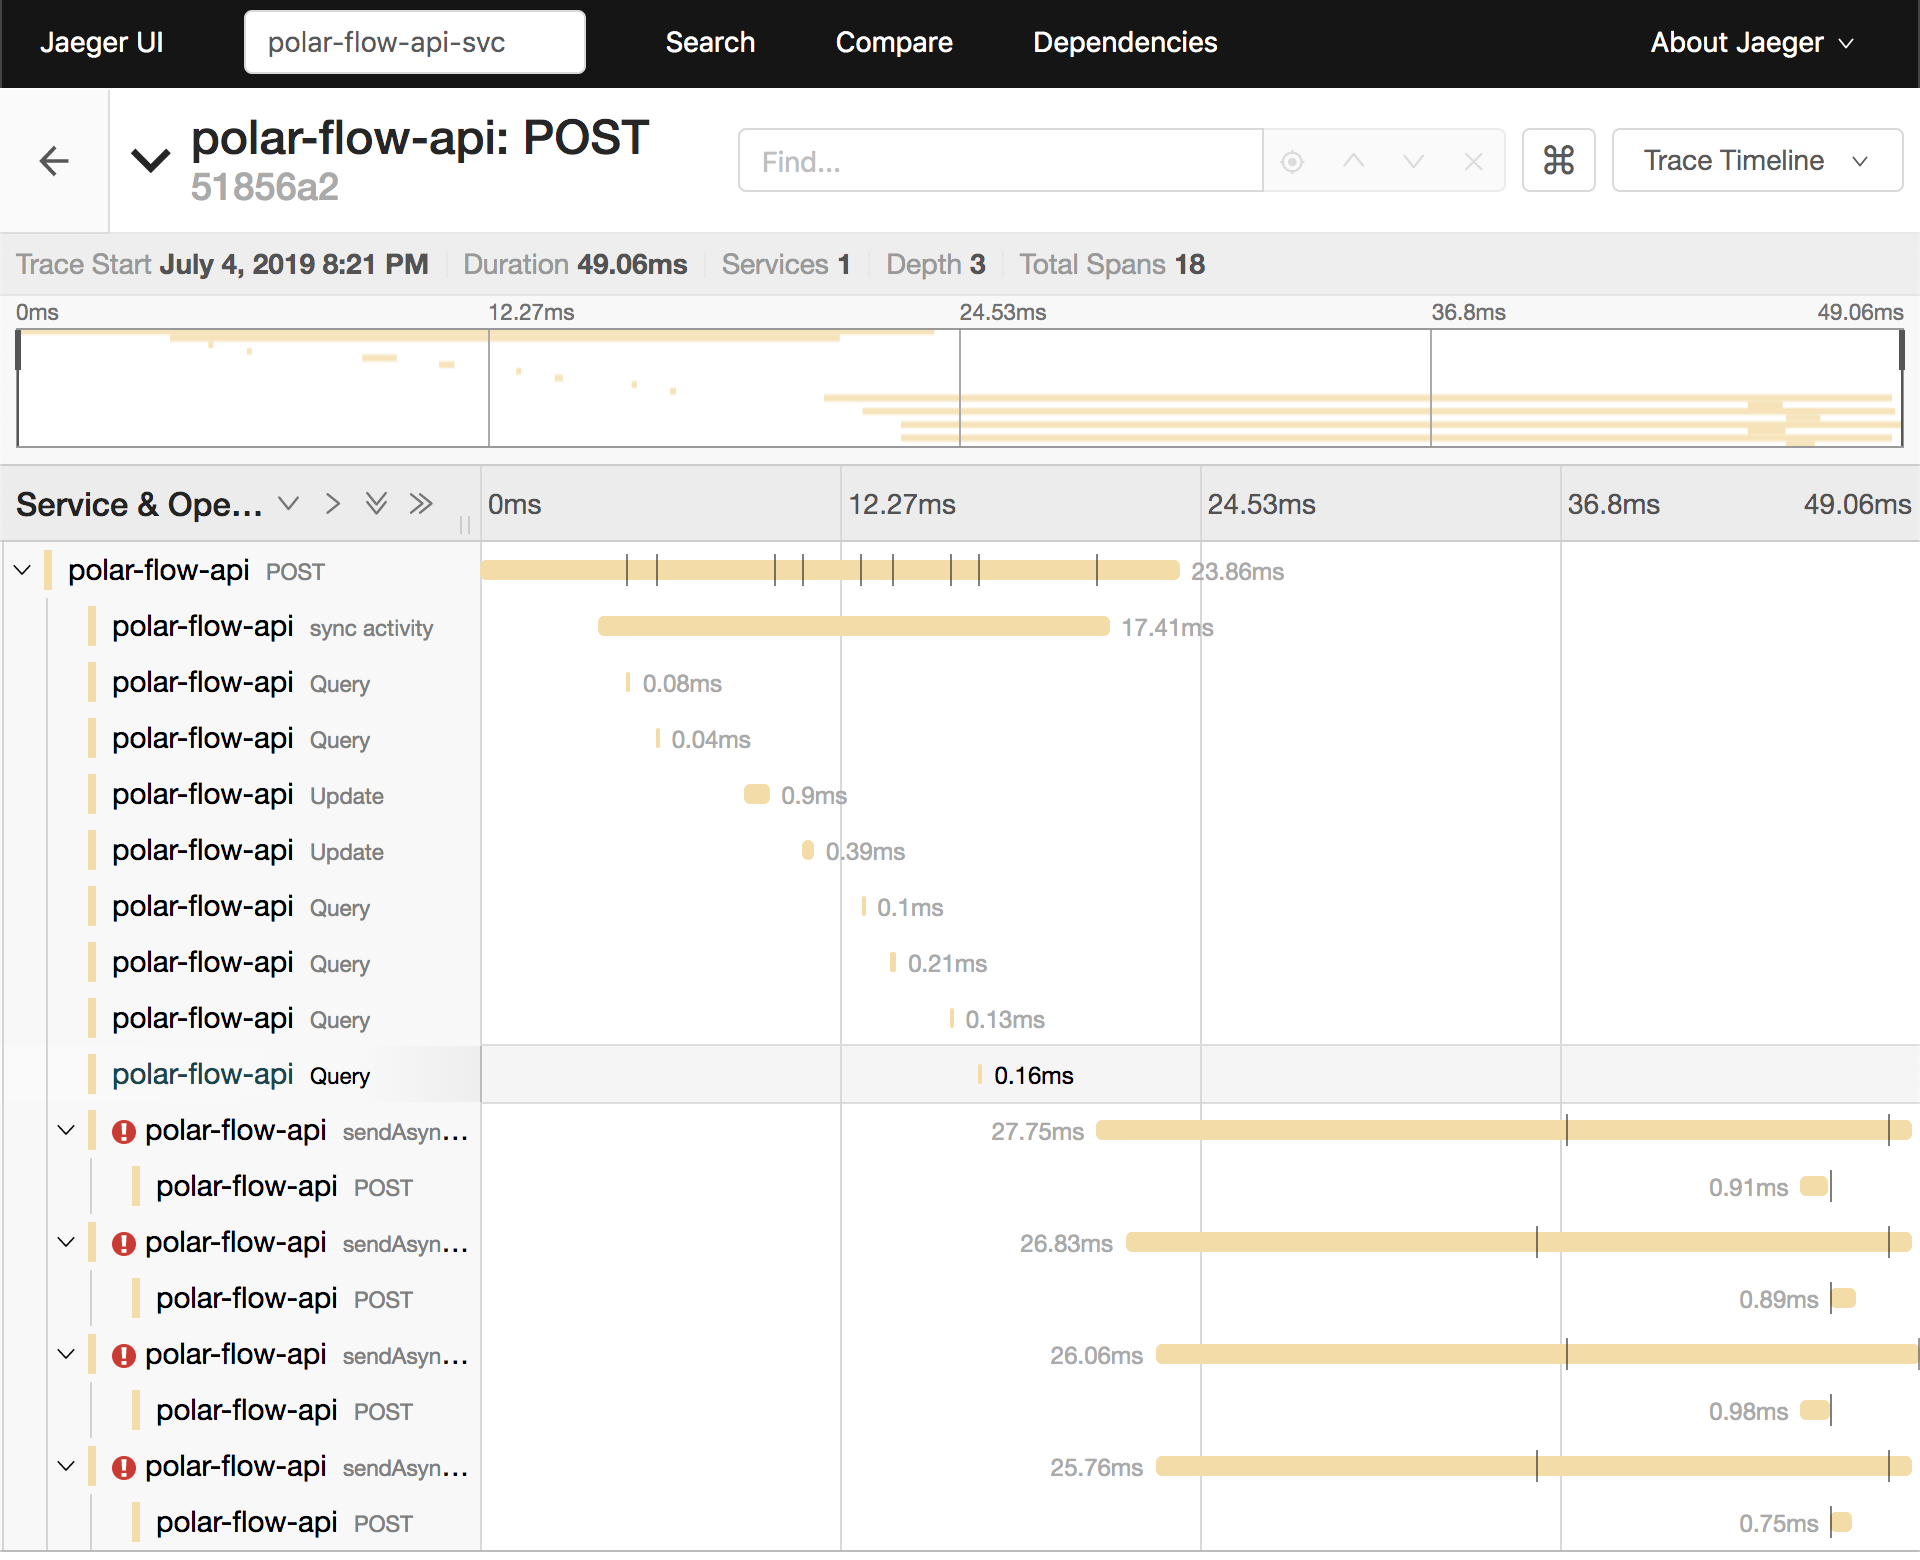 Jaeger UI polar-flow-api-svc Search Compare Dependencies About Jaeger
polar-flow-api: POST
51856a2
Find... ⌘ Trace Timeline
Trace Start July 4, 2019 8:21 PM Duration 49.06ms Services 1 Depth 3 Total Spans 18
0ms 12.27ms 24.53ms 36.8ms 49.06ms
Service & Ope... 0ms 12.27ms 24.53ms 36.8ms 49.06ms
polar-flow-api POST 23.86ms
polar-flow-api sync activity 17.41ms
polar-flow-api Query 0.08ms
polar-flow-api Query 0.04ms
polar-flow-api Update 0.9ms
polar-flow-api Update 0.39ms
polar-flow-api Query 0.1ms
polar-flow-api Query 0.21ms
polar-flow-api Query 0.13ms
polar-flow-api Query 0.16ms
polar-flow-api sendAsyn... 27.75ms
polar-flow-api POST 0.91ms
polar-flow-api sendAsyn... 26.83ms
polar-flow-api POST 0.89ms
polar-flow-api sendAsyn... 26.06ms
polar-flow-api POST 0.98ms
polar-flow-api sendAsyn... 25.76ms
polar-flow-api POST 0.75ms